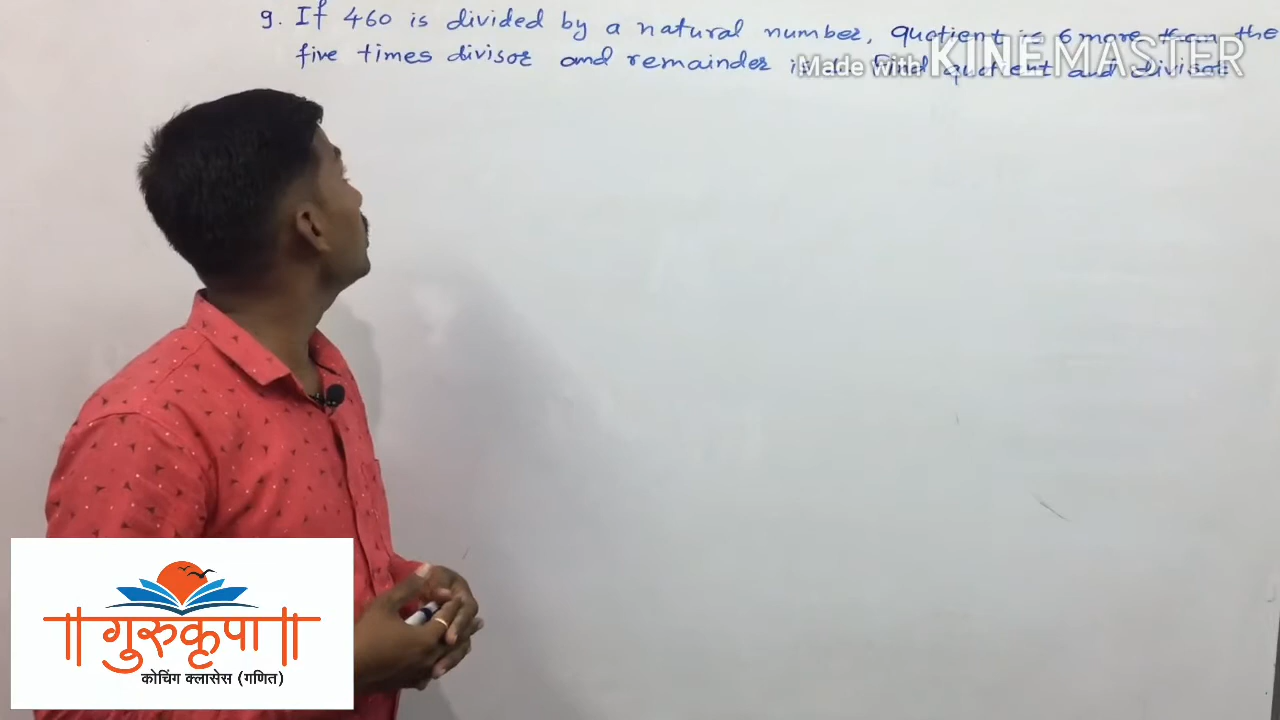 9. If 460 is divided by a natural number, quotient is 6 more than the
five times divisor and remainder is 1. Find quotient and divisor
Made with KINEMASTER
॥ गुरुकृपा ॥
कोचिंग क्लासेस (गणित)